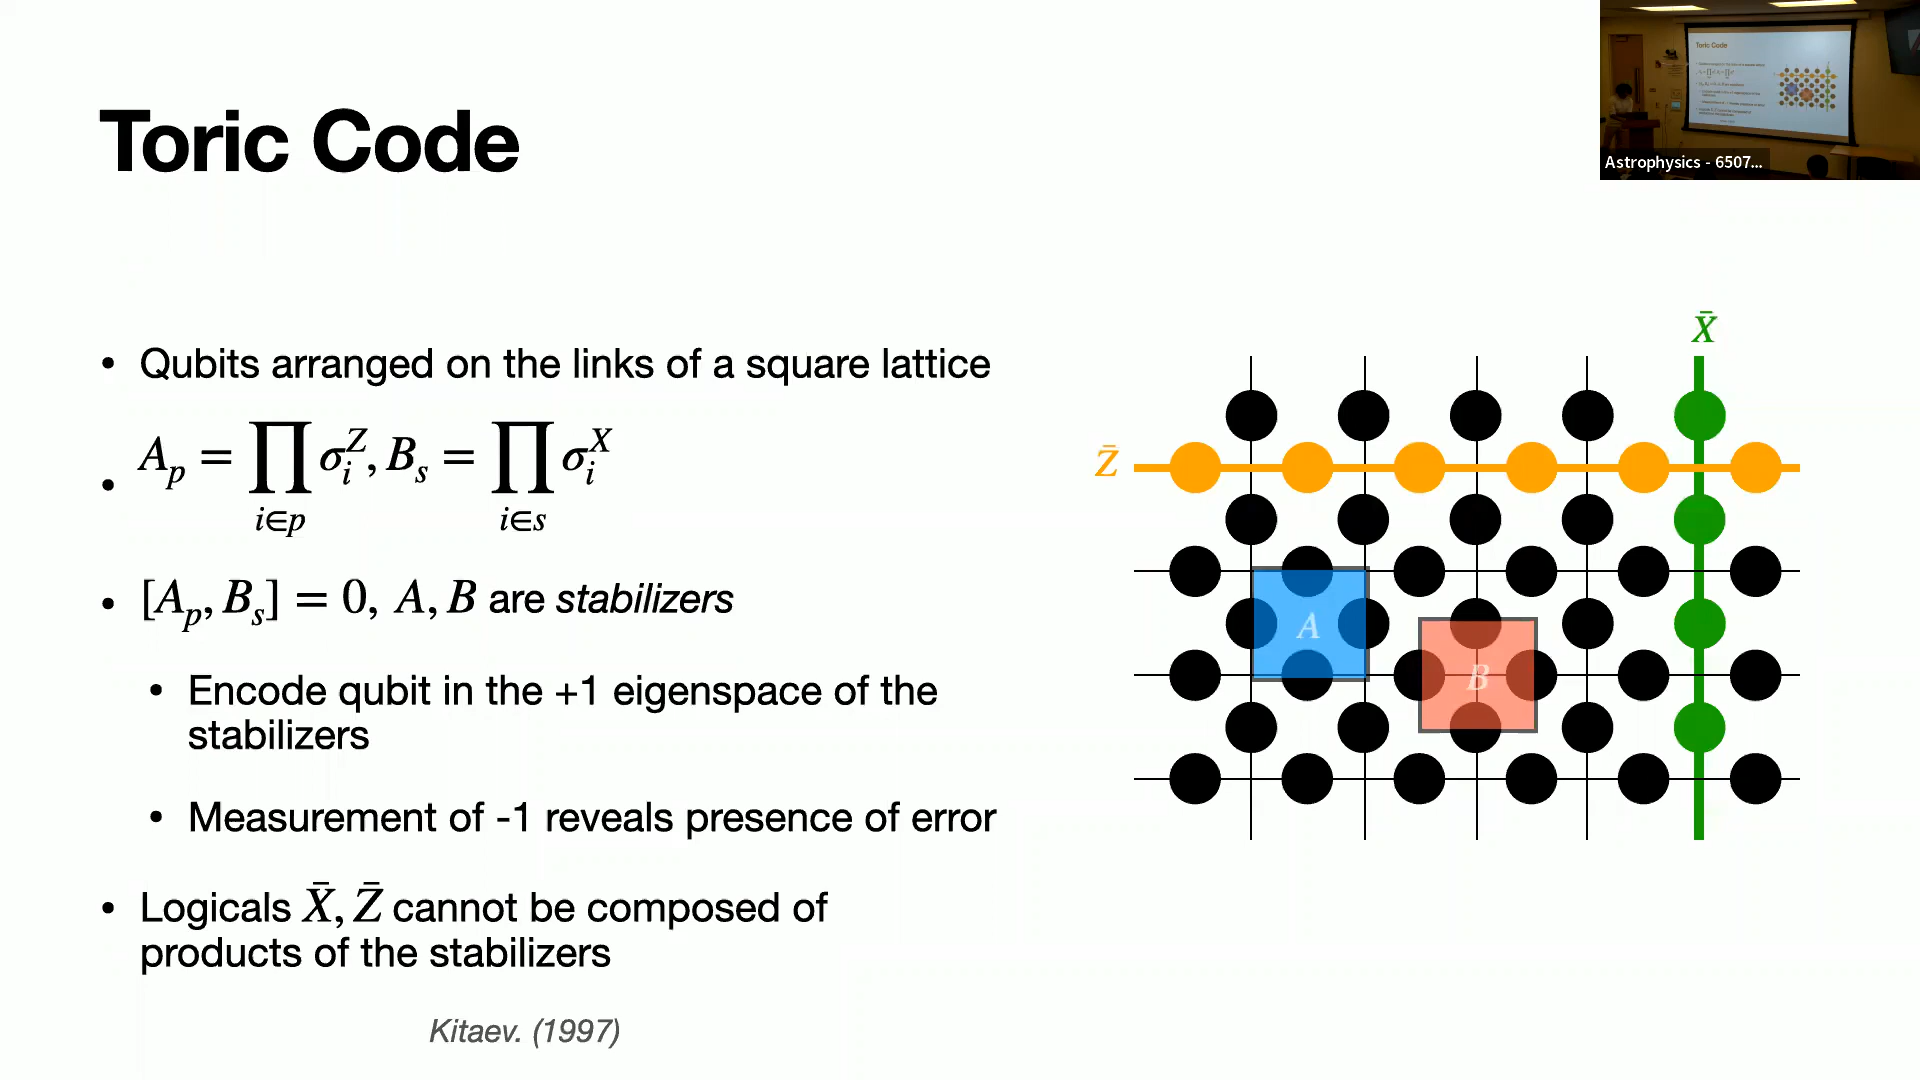 Astrophysics - 6507...
Toric Code
• Qubits arranged on the links of a square lattice
• A_p = ∏_{i∈p} σ_i^Z, B_s = ∏_{i∈s} σ_i^X
• [A_p, B_s] = 0, A, B are stabilizers
• Encode qubit in the +1 eigenspace of the
stabilizers
• Measurement of -1 reveals presence of error
• Logicals X̄, Z̄ cannot be composed of
products of the stabilizers
Kitaev. (1997)
X̄
Z̄
A
B
Toric Code